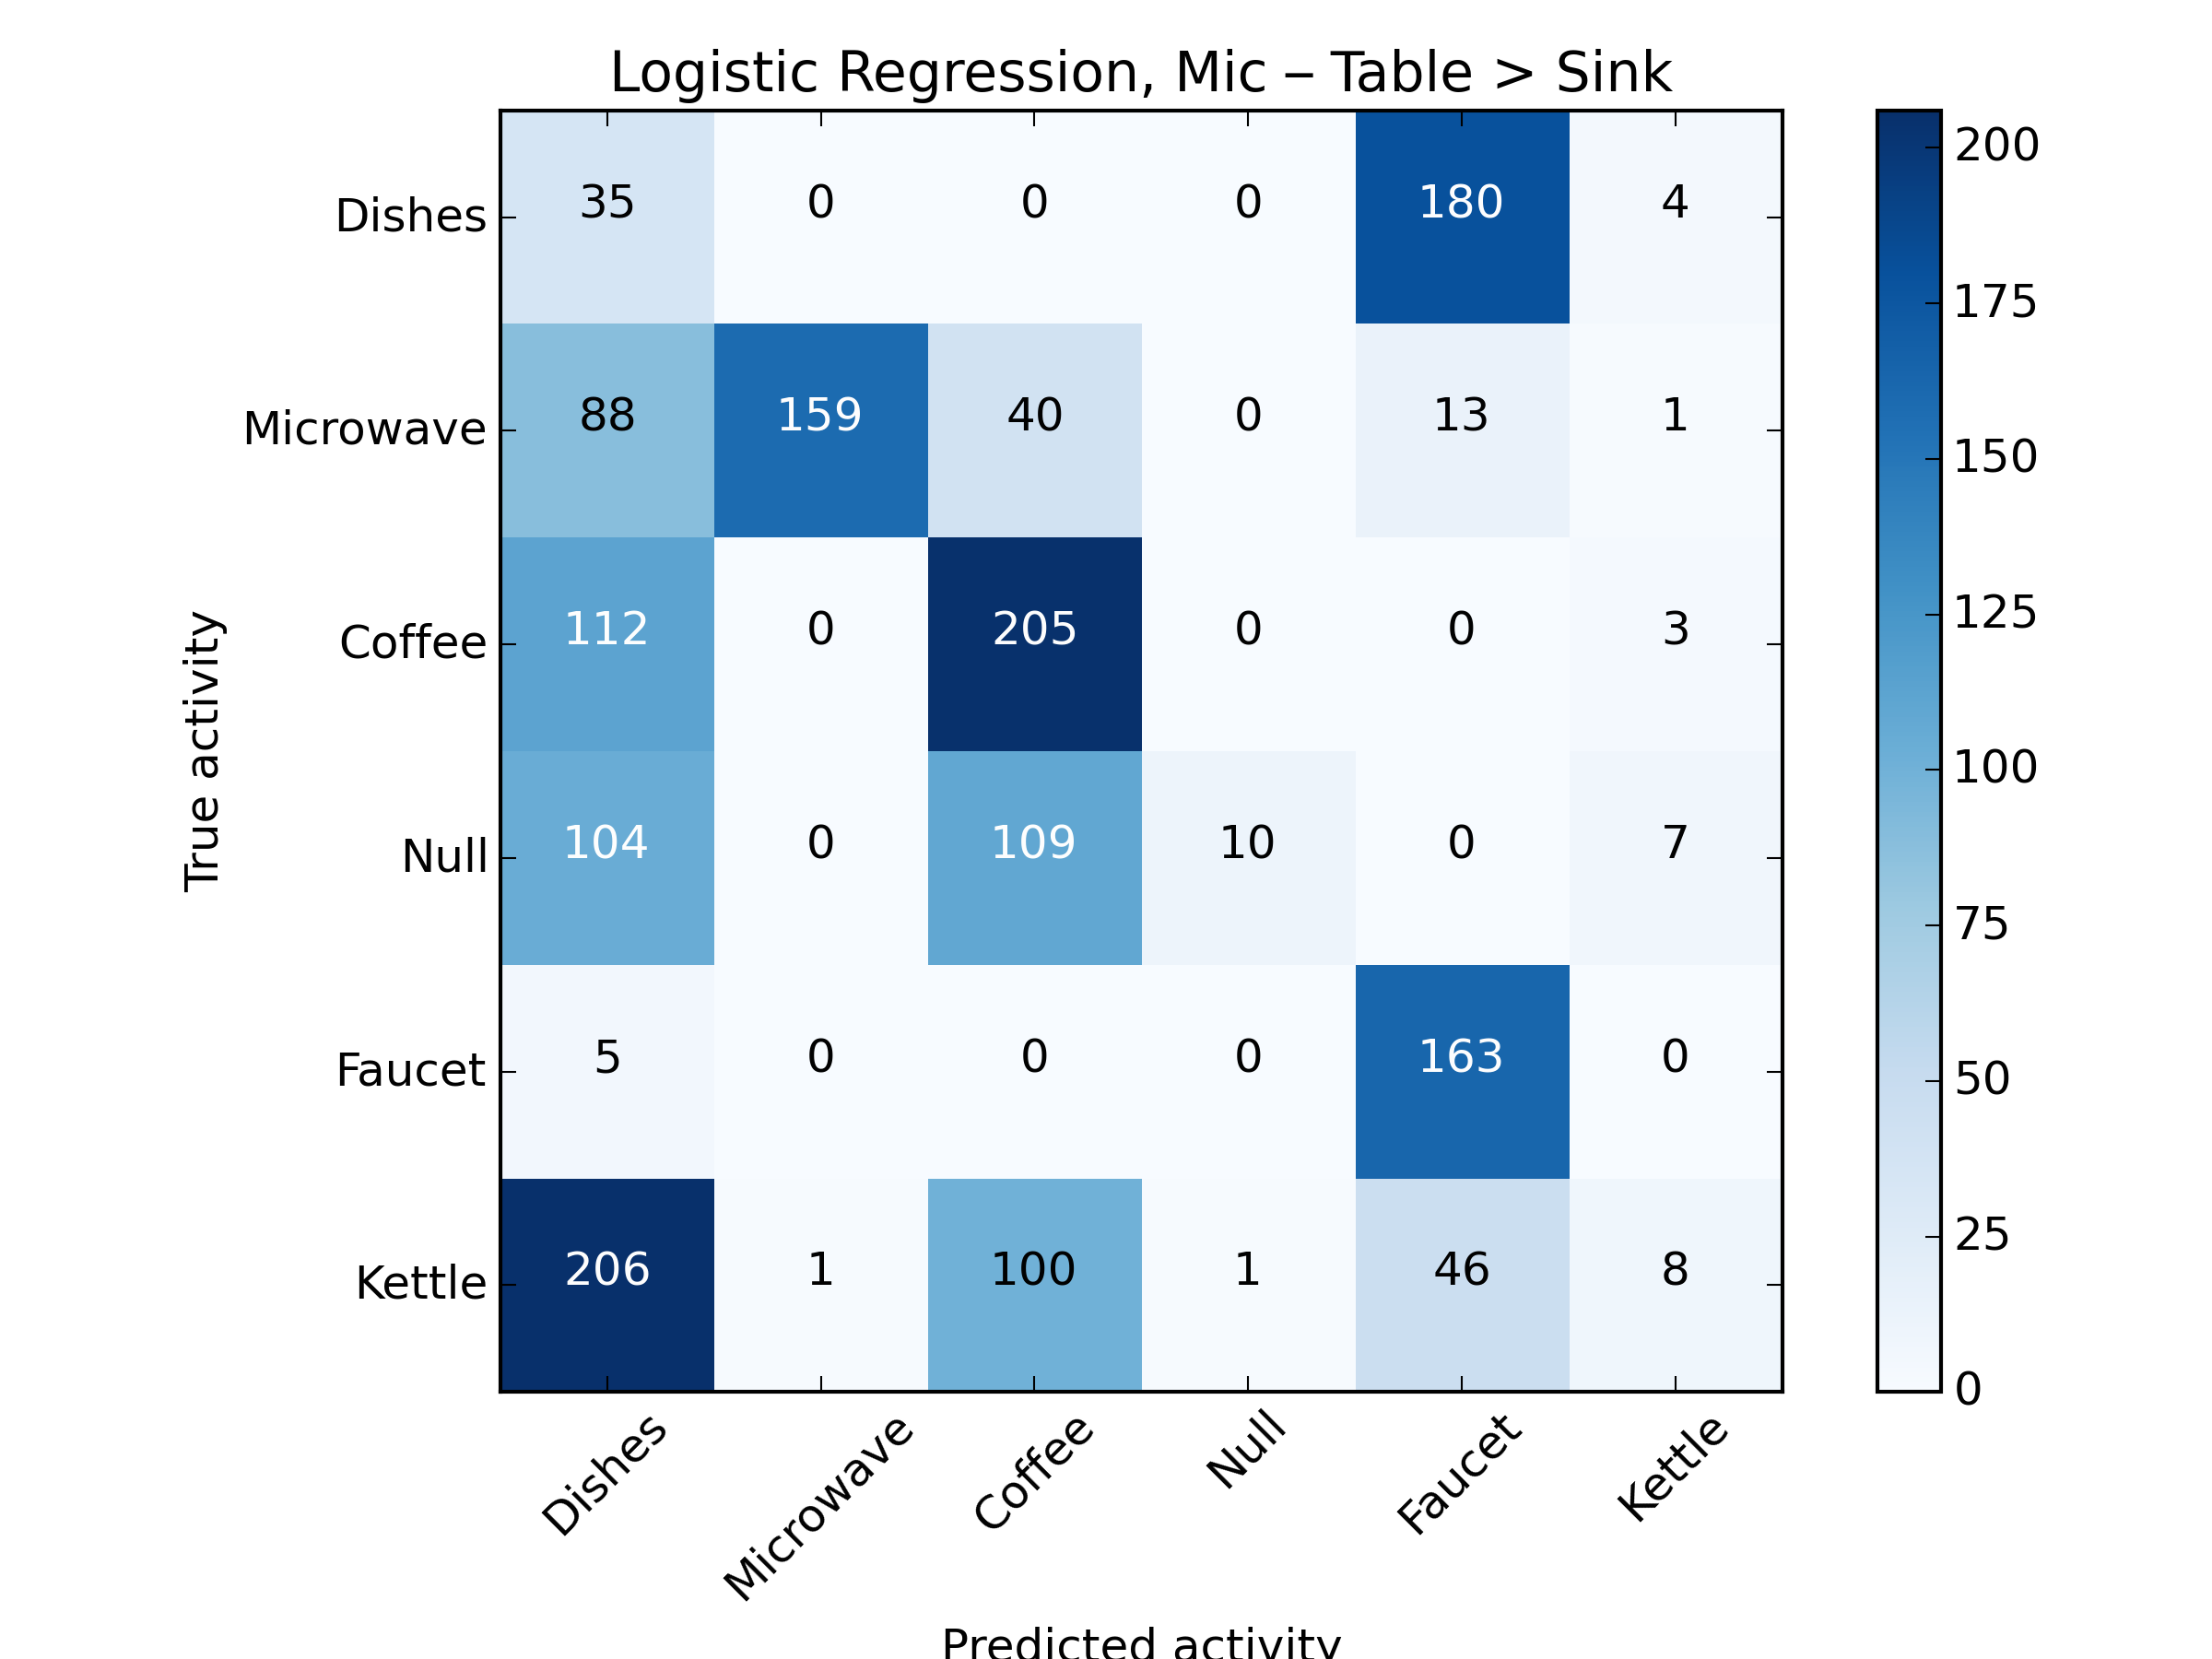 Logistic Regression, Mic – Table > Sink
Dishes 35 0 0 0 180 4
Microwave 88 159 40 0 13 1
Coffee 112 0 205 0 0 3
Null 104 0 109 10 0 7
Faucet 5 0 0 0 163 0
Kettle 206 1 100 1 46 8
True activity
Dishes Microwave Coffee Null Faucet Kettle
Predicted activity
200
175
150
125
100
75
50
25
0